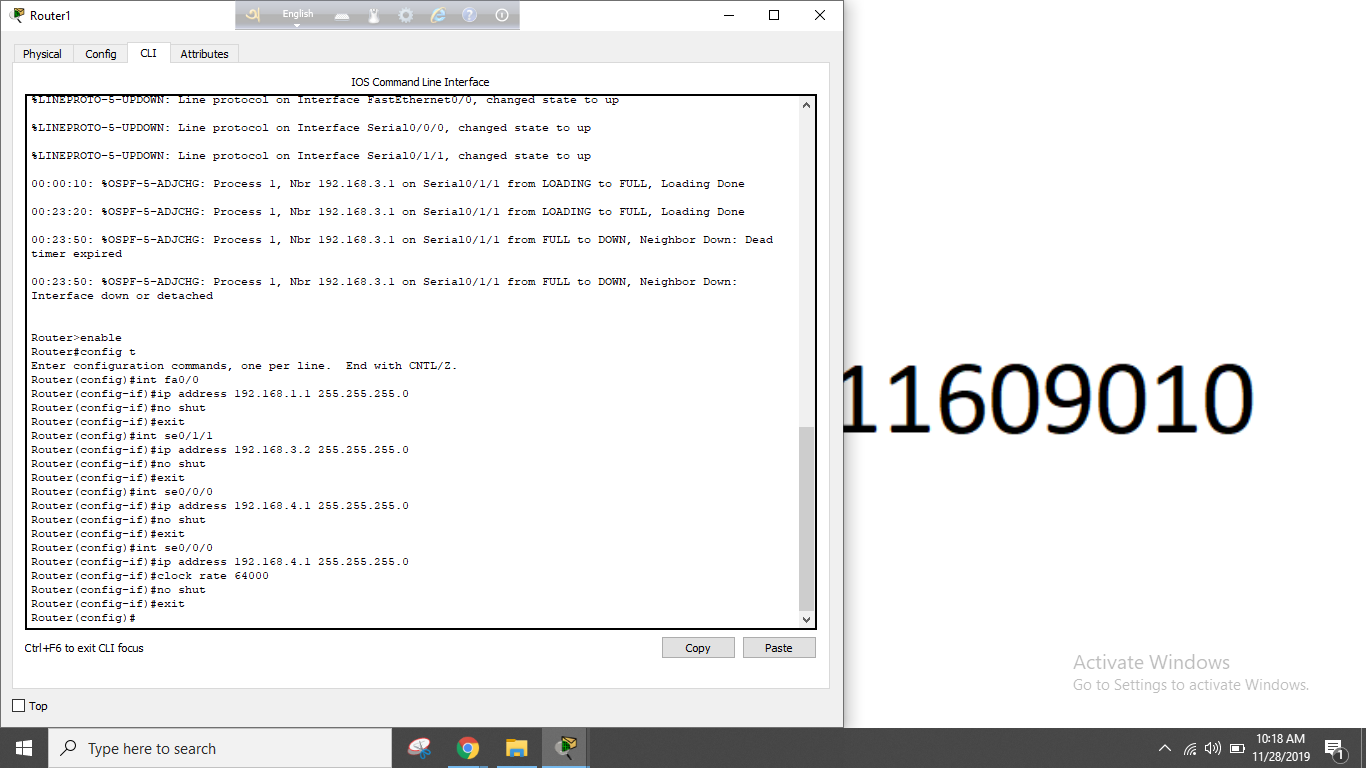 Router1
English
Physical
Config
CLI
Attributes
IOS Command Line Interface
%LINEPROTO-5-UPDOWN: Line protocol on Interface FastEthernet0/0, changed state to up
%LINEPROTO-5-UPDOWN: Line protocol on Interface Serial0/0/0, changed state to up
%LINEPROTO-5-UPDOWN: Line protocol on Interface Serial0/1/1, changed state to up
00:00:10: %OSPF-5-ADJCHG: Process 1, Nbr 192.168.3.1 on Serial0/1/1 from LOADING to FULL, Loading Done
00:23:20: %OSPF-5-ADJCHG: Process 1, Nbr 192.168.3.1 on Serial0/1/1 from LOADING to FULL, Loading Done
00:23:50: %OSPF-5-ADJCHG: Process 1, Nbr 192.168.3.1 on Serial0/1/1 from FULL to DOWN, Neighbor Down: Dead
timer expired
00:23:50: %OSPF-5-ADJCHG: Process 1, Nbr 192.168.3.1 on Serial0/1/1 from FULL to DOWN, Neighbor Down:
Interface down or detached
Router>enable
Router#config t
Enter configuration commands, one per line.  End with CNTL/Z.
Router(config)#int fa0/0
Router(config-if)#ip address 192.168.1.1 255.255.255.0
Router(config-if)#no shut
Router(config-if)#exit
Router(config)#int se0/1/1
Router(config-if)#ip address 192.168.3.2 255.255.255.0
Router(config-if)#no shut
Router(config-if)#exit
Router(config)#int se0/0/0
Router(config-if)#ip address 192.168.4.1 255.255.255.0
Router(config-if)#no shut
Router(config-if)#exit
Router(config)#int se0/0/0
Router(config-if)#ip address 192.168.4.1 255.255.255.0
Router(config-if)#clock rate 64000
Router(config-if)#no shut
Router(config-if)#exit
Router(config)#
Ctrl+F6 to exit CLI focus
Copy
Paste
Top
11609010
Activate Windows
Go to Settings to activate Windows.
Type here to search
10:18 AM
11/28/2019
1